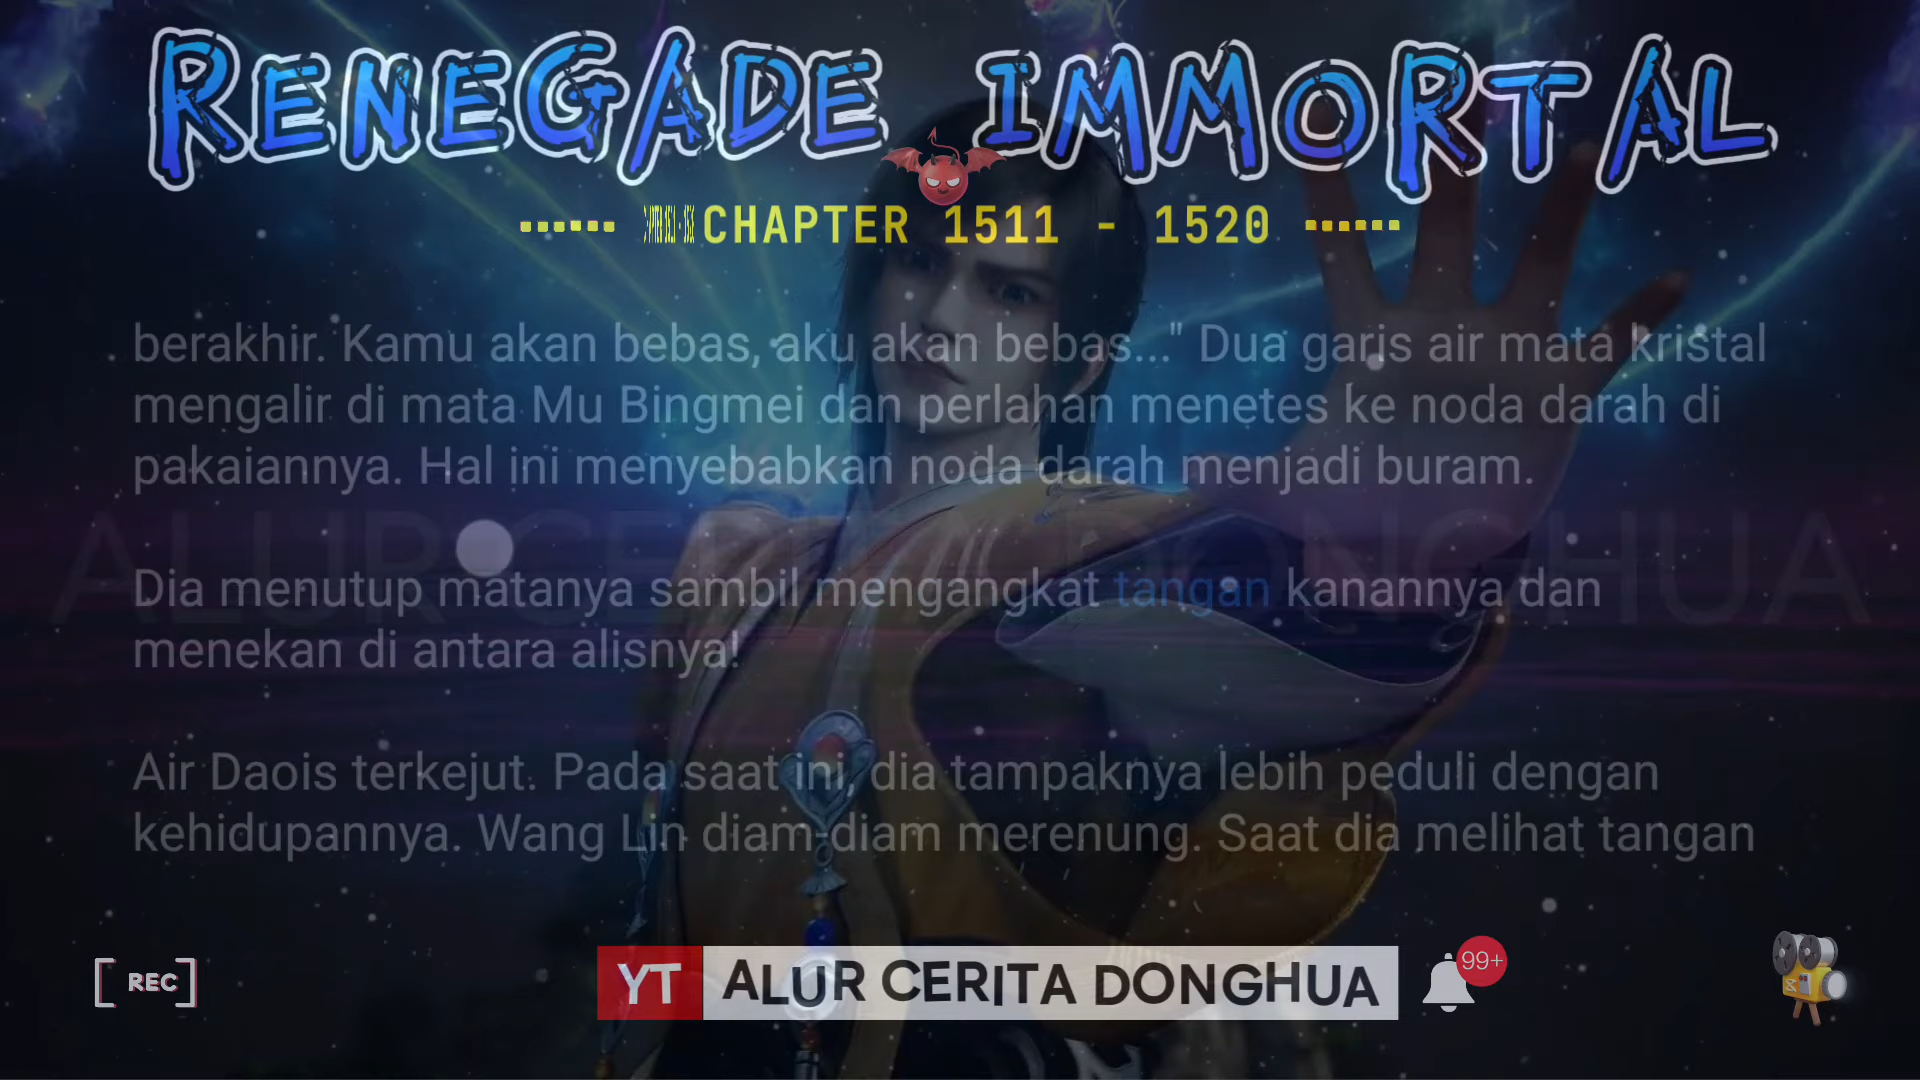 RENEGADE IMMORTAL
CHAPTER 1511 - 1520
berakhir. 'Kamu akan bebas, aku akan bebas..." Dua garis air mata kristal
mengalir di mata Mu Bingmei dan perlahan menetes ke noda darah di
pakaiannya. Hal ini menyebabkan noda darah menjadi buram.
ALUR CERITA DONGHUA
Dia menutup matanya sambil mengangkat tangan kanannya dan
menekan di antara alisnya!
Air Daois terkejut. Pada saat ini, dia tampaknya lebih peduli dengan
kehidupannya. Wang Lin diam-diam merenung. Saat dia melihat tangan
REC
YT ALUR CERITA DONGHUA
99+